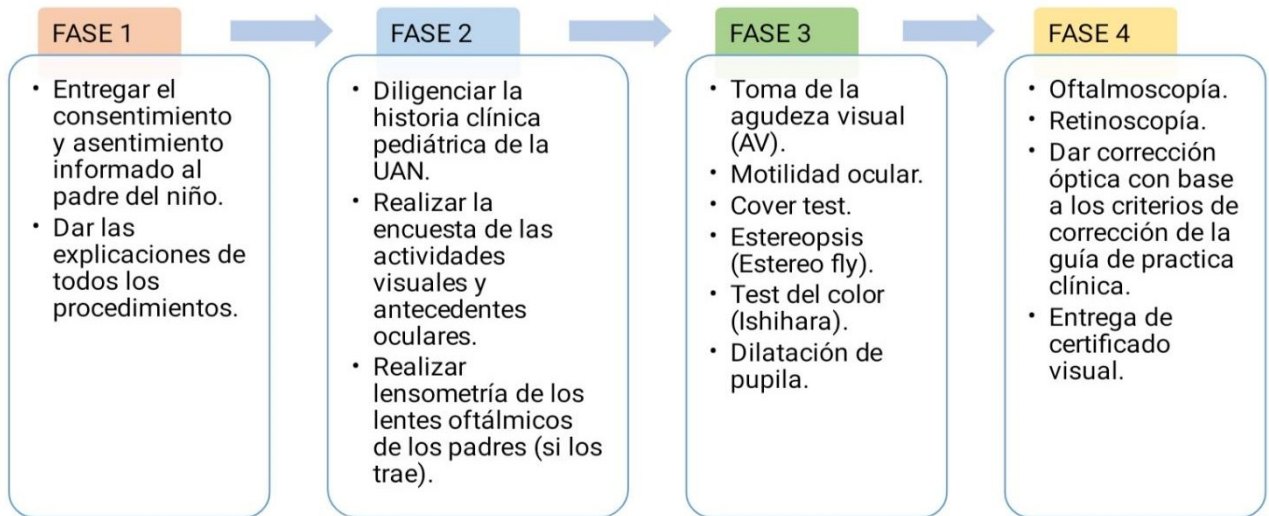 FASE 1
• Entregar el
consentimiento
y asentimiento
informado al
padre del niño.
• Dar las
explicaciones de
todos los
procedimientos.
FASE 2
• Diligenciar la
historia clínica
pediátrica de la
UAN.
• Realizar la
encuesta de las
actividades
visuales y
antecedentes
oculares.
• Realizar
lensometría de los
lentes oftálmicos
de los padres (si los
trae).
FASE 3
• Toma de la
agudeza visual
(AV).
• Motilidad ocular.
• Cover test.
• Estereopsis
(Estereo fly).
• Test del color
(Ishihara).
• Dilatación de
pupila.
FASE 4
• Oftalmoscopía.
• Retinoscopía.
• Dar corrección
óptica con base
a los criterios de
corrección de la
guía de practica
clínica.
• Entrega de
certificado
visual.